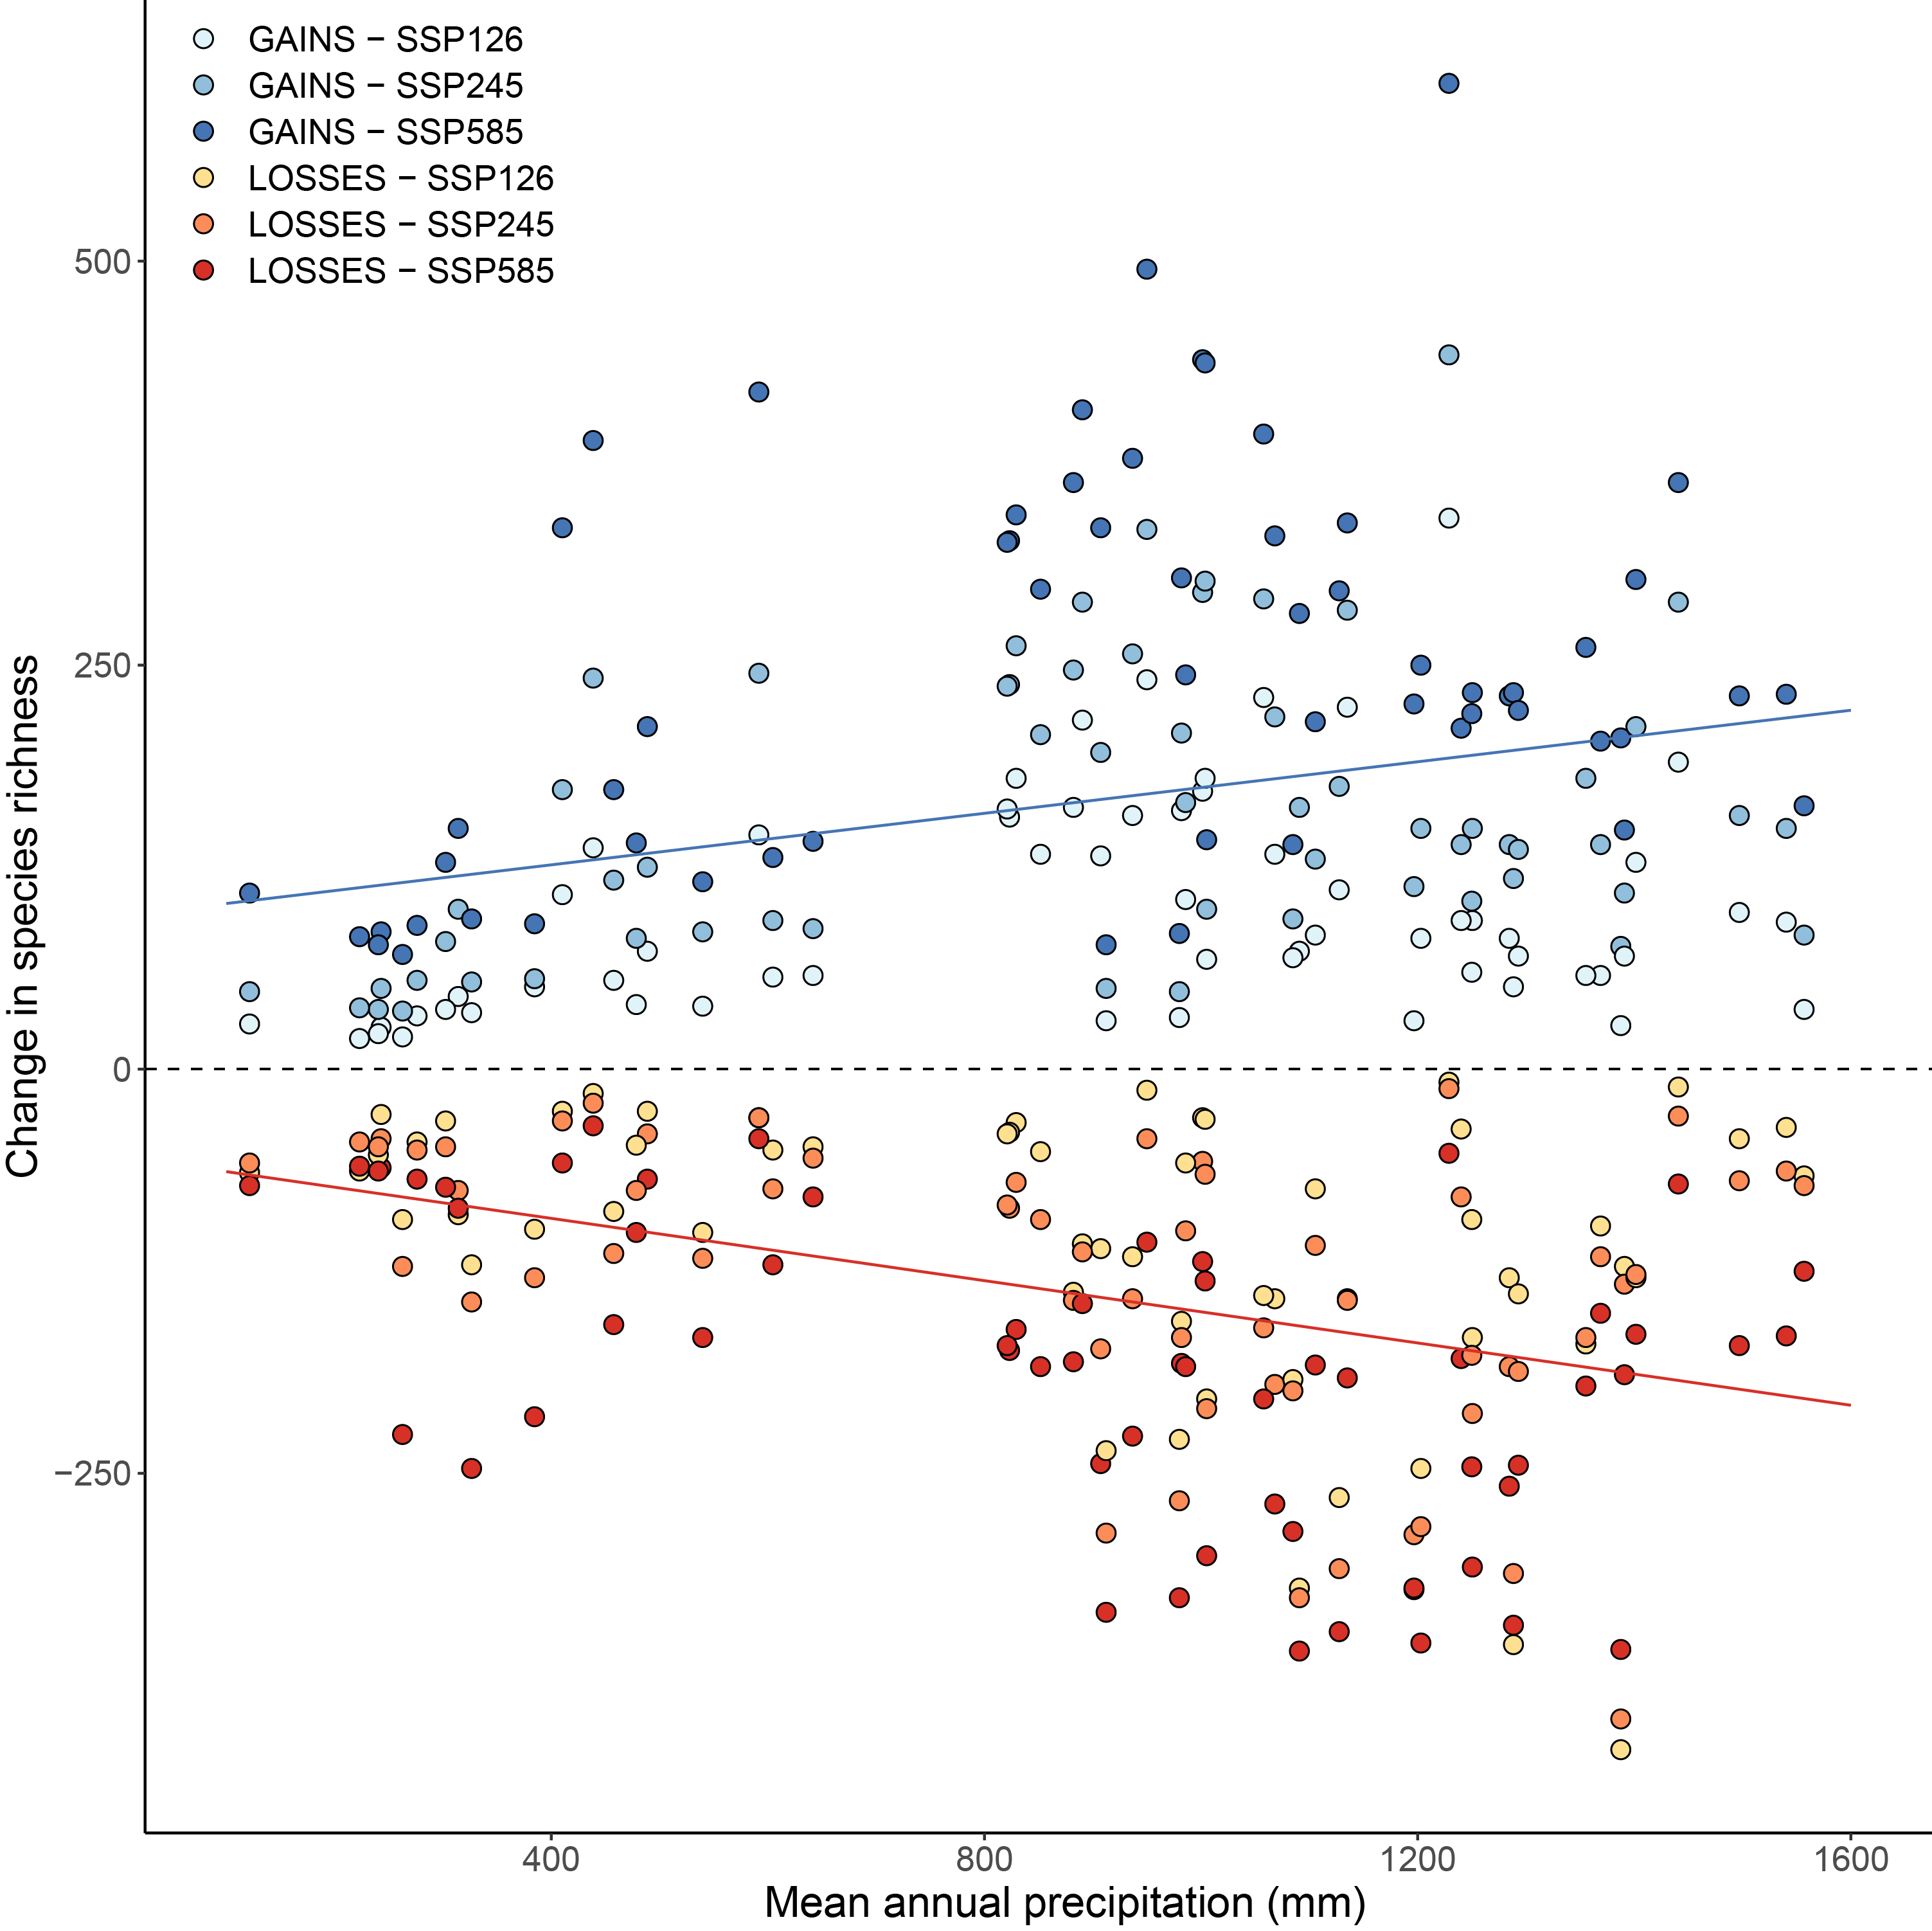 GAINS − SSP126
GAINS − SSP245
GAINS − SSP585
LOSSES − SSP126
LOSSES − SSP245
LOSSES − SSP585
500
250
0
−250
Change in species richness
400
800
1200
1600
Mean annual precipitation (mm)